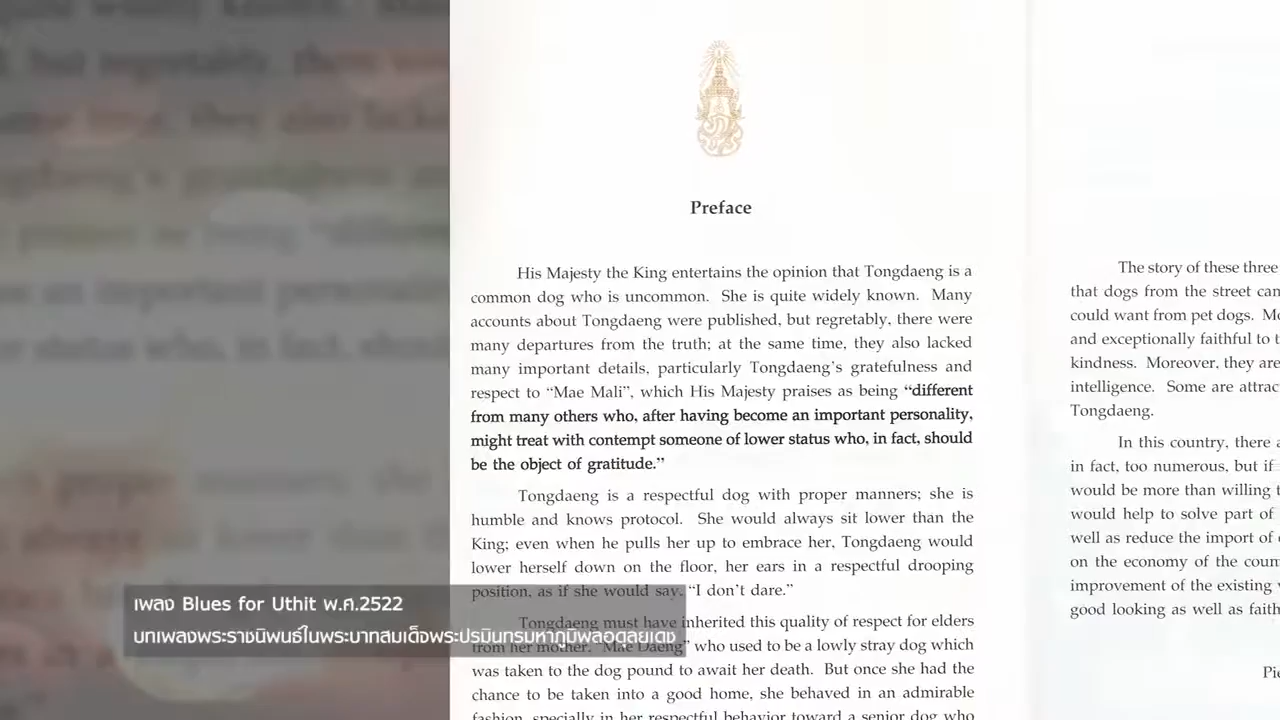 Preface
His Majesty the King entertains the opinion that Tongdaeng is a
common dog who is uncommon. She is quite widely known. Many
accounts about Tongdaeng were published, but regretably, there were
many departures from the truth; at the same time, they also lacked
many important details, particularly Tongdaeng's gratefulness and
respect to “Mae Mali”, which His Majesty praises as being “different
from many others who, after having become an important personality,
might treat with contempt someone of lower status who, in fact, should
be the object of gratitude.”
Tongdaeng is a respectful dog with proper manners; she is
humble and knows protocol. She would always sit lower than the
King; even when he pulls her up to embrace her, Tongdaeng would
lower herself down on the floor, her ears in a respectful drooping
position, as if she would say, “I don't dare.”
Tongdaeng must have inherited this quality of respect for elders
from her mother, “Mae Daeng” who used to be a lowly stray dog which
was taken to the dog pound to await her death. But once she had the
chance to be taken into a good home, she behaved in an admirable
fashion, specially in her respectful behavior toward a senior dog who
The story of these three
that dogs from the street can
could want from pet dogs.
and exceptionally faithful to
kindness. Moreover, they are
intelligence. Some are
Tongdaeng.
In this country, there
in fact, too numerous, but if
would be more than willing
would help to solve part of
well as reduce the import of
on the economy of the
improvement of the existing
good looking as well as
เพลง Blues for Uthit พ.ศ.2522
บทเพลงพระราชนิพนธ์ในพระบาทสมเด็จพระปรมินทรมหาภูมิพลอดุลยเดช